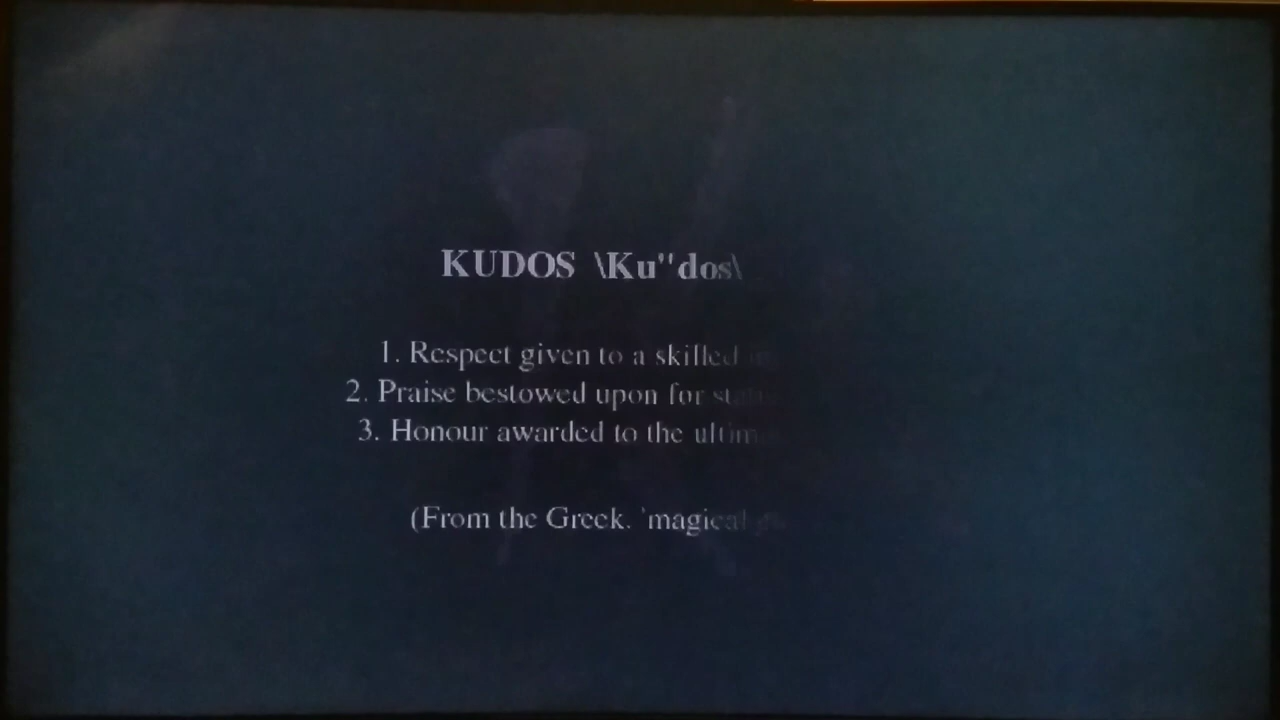 KUDOS \Ku"dos\
1. Respect given to a skilled
2. Praise bestowed upon for
3. Honour awarded to the
(From the Greek. 'magical